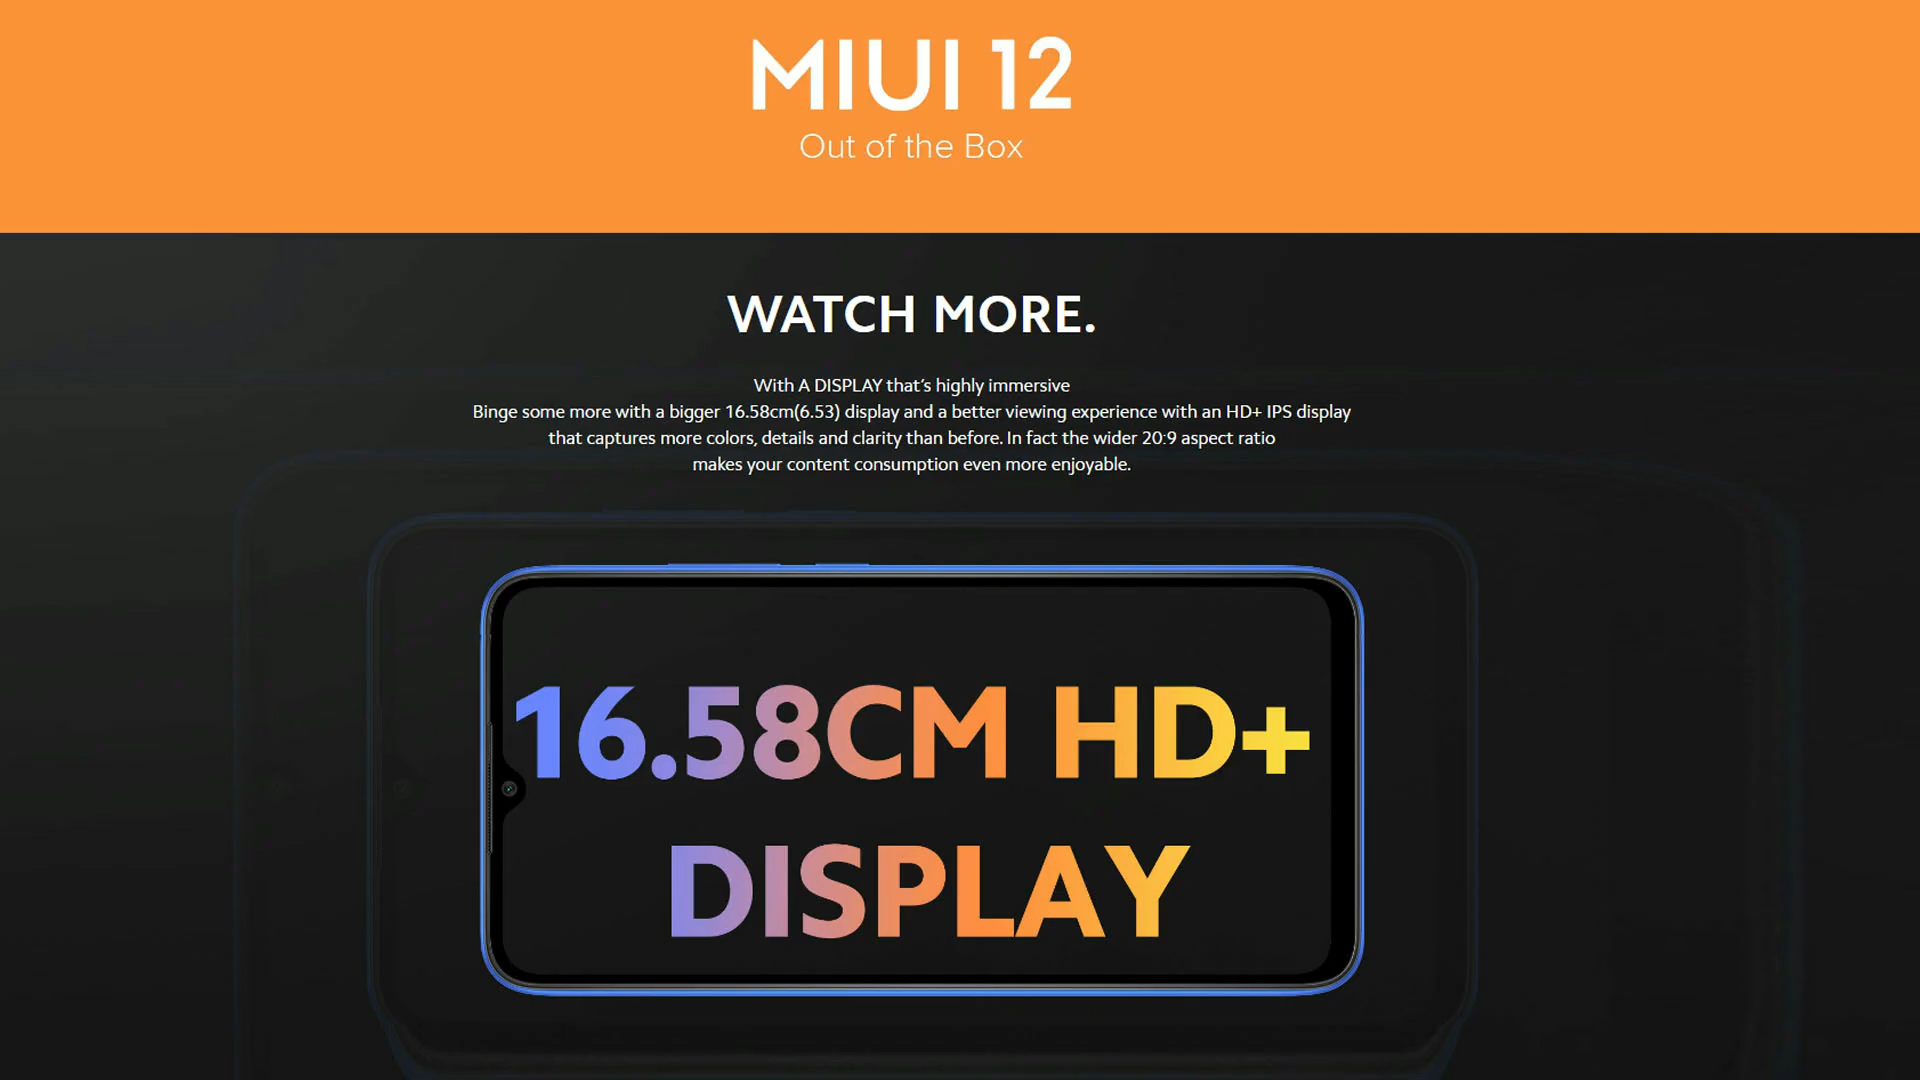 MIUI 12
Out of the Box
WATCH MORE.
With A DISPLAY that's highly immersive
Binge some more with a bigger 16.58cm(6.53) display and a better viewing experience with an HD+ IPS display
that captures more colors, details and clarity than before. In fact the wider 20:9 aspect ratio
makes your content consumption even more enjoyable.
16.58CM HD+
DISPLAY